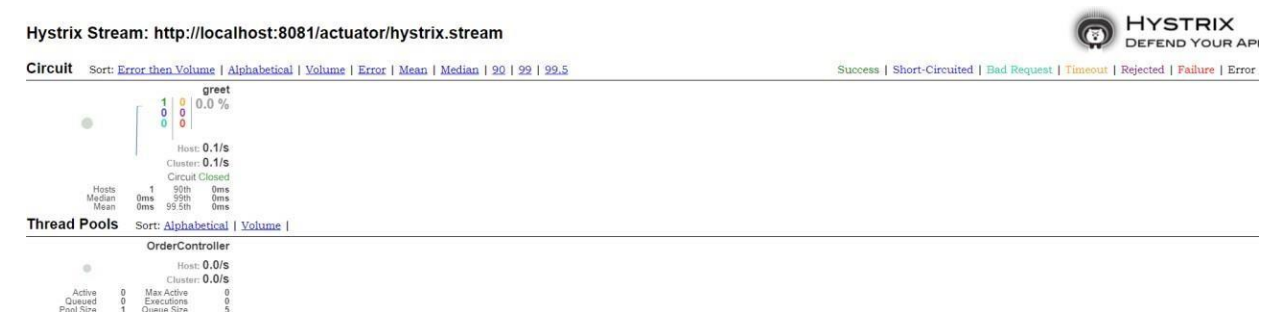 Hystrix Stream: http://localhost:8081/actuator/hystrix.stream
HYSTRIX
DEFEND YOUR AP
Circuit Sort: Error then Volume | Alphabetical | Volume | Error | Mean | Median | 90 | 99 | 99.5
Success | Short-Circuited | Bad Request | Timeout | Rejected | Failure | Error
greet
1 0 0.0 %
0 0
0 0
Host: 0.1/s
Cluster: 0.1/s
Circuit Closed
Hosts 1 90th 0ms
Median 0ms 99th 0ms
Mean 0ms 99.5th 0ms
Thread Pools Sort: Alphabetical | Volume |
OrderController
Host: 0.0/s
Cluster: 0.0/s
Active 0 Max Active 0
Queued 0 Executions 0
Pool Size 1 Queue Size 5